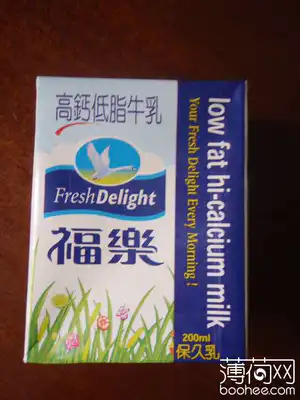 高鈣低脂牛乳
FreshDelight
福樂
low fat hi-calcium milk
Your Fresh Delight Every Morning!
200ml
保久乳
薄荷网
boohee.com